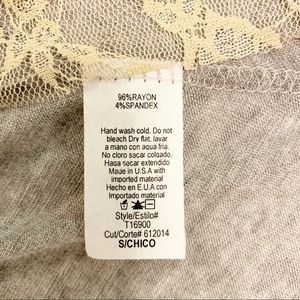 96%RAYON
4%SPANDEX
Hand wash cold. Do not
bleach Dry flat. lavar
a mano con aqua fria.
No cloro sacar colgado.
Haga secar extendido
Made in U.S.A with
imported material
Hecho en E.U.A con
Importado material
Style/Estilo#
T16900
Cut/Corte# 612014
S/CHICO